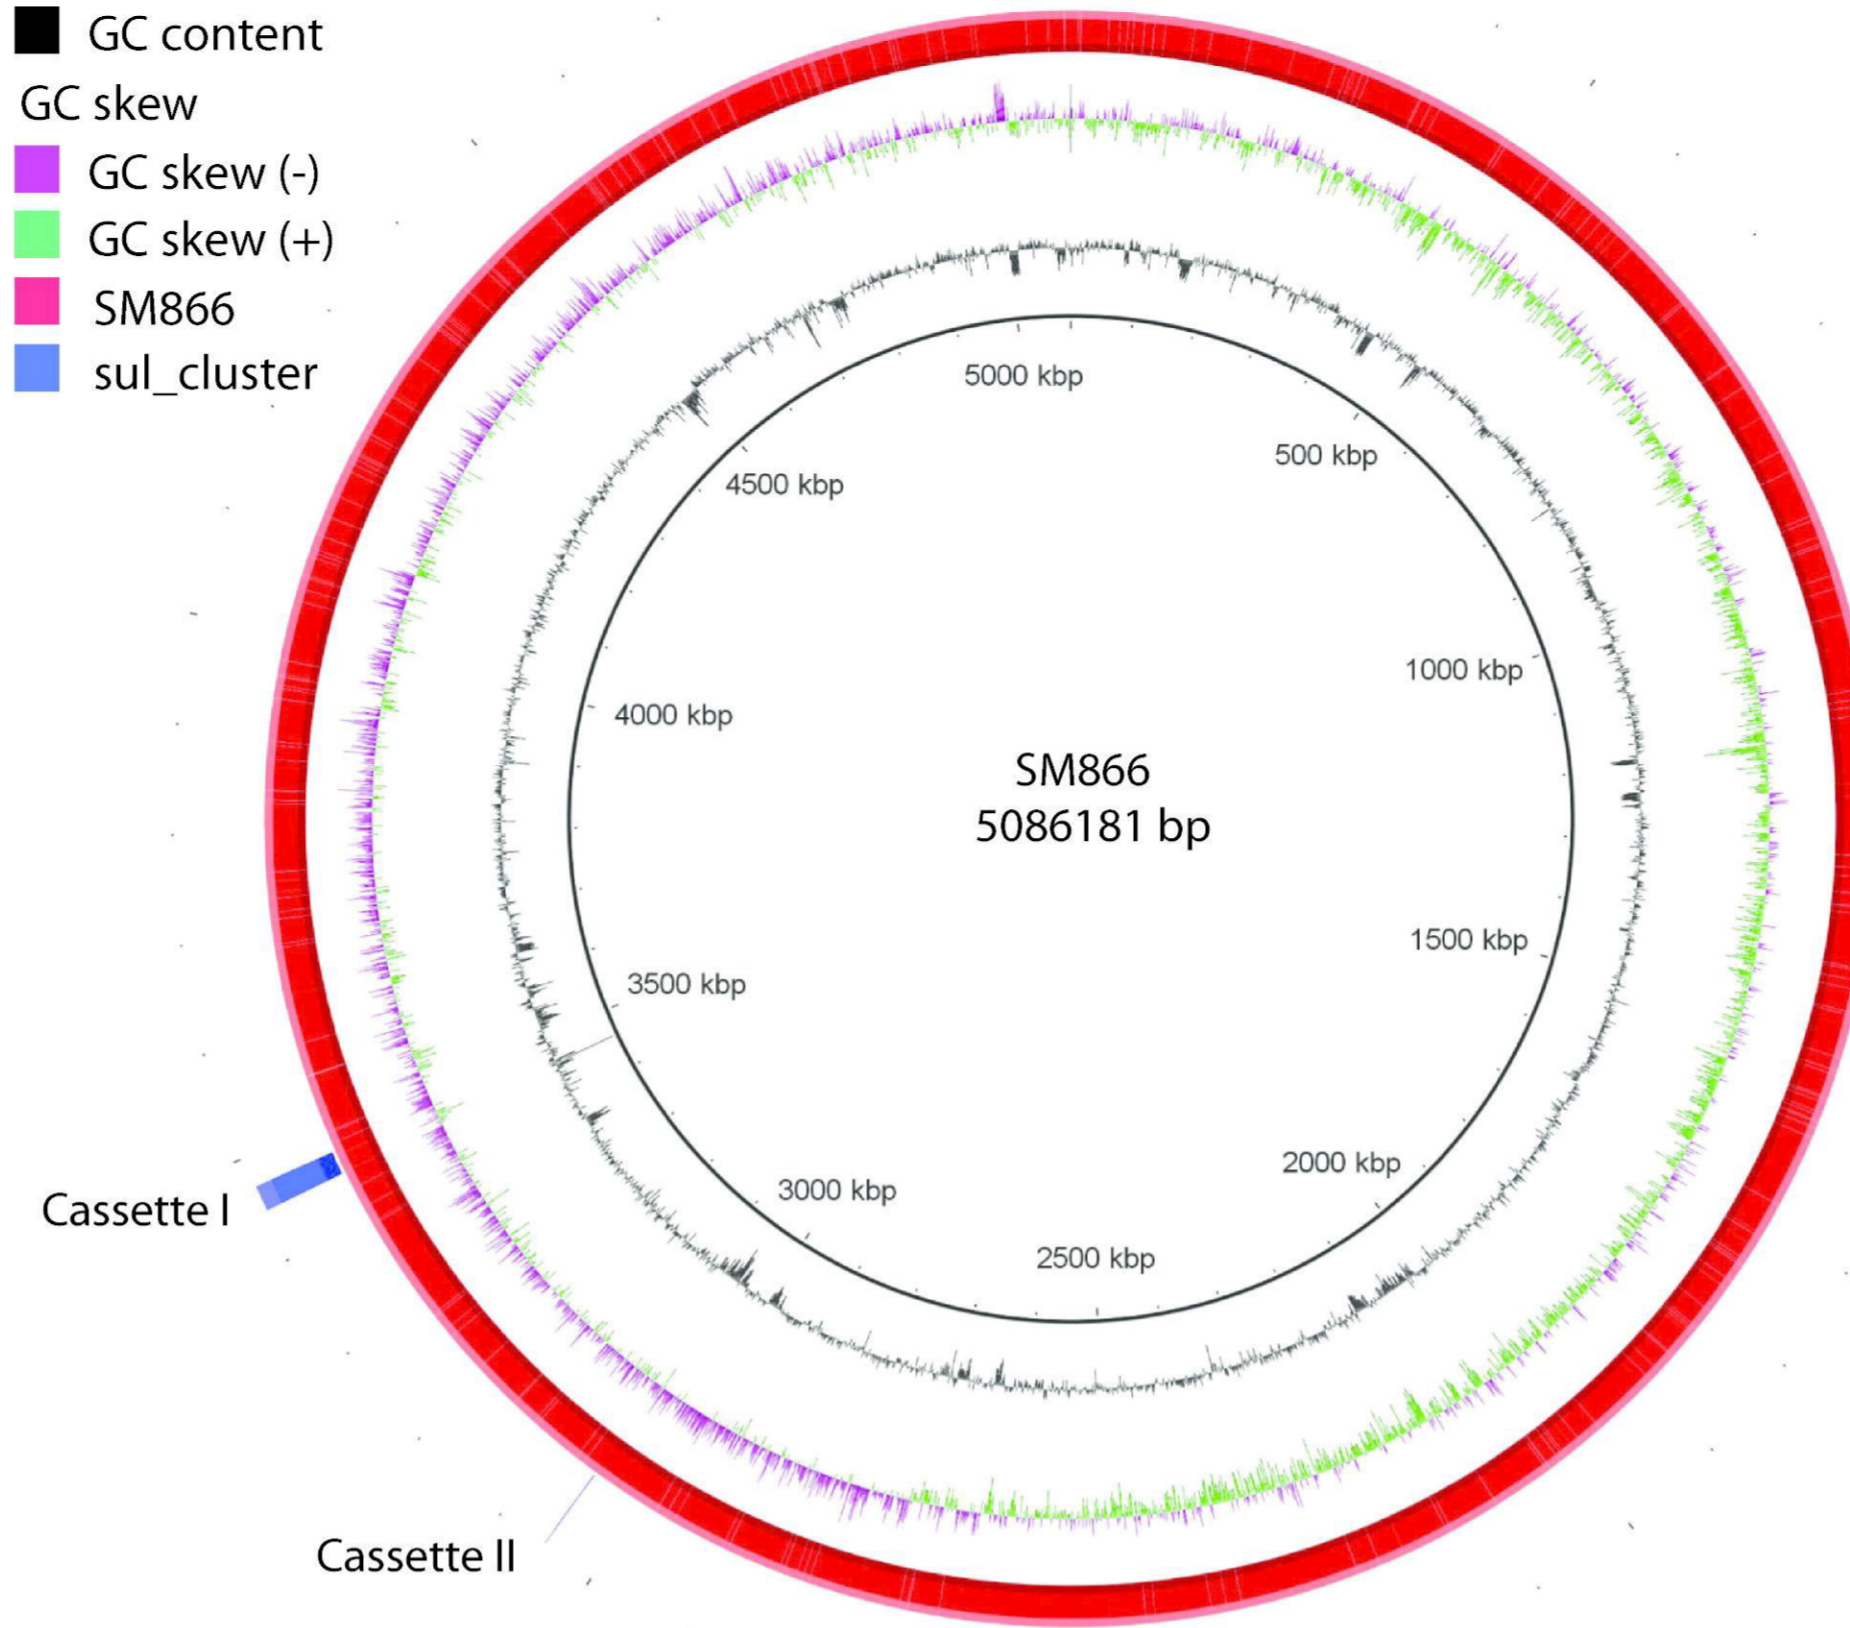 GC content
GC skew
GC skew (-)
GC skew (+)
SM866
sul_cluster
5000 kbp
500 kbp
4500 kbp
1000 kbp
4000 kbp
SM866
5086181 bp
1500 kbp
3500 kbp
2000 kbp
3000 kbp
Cassette I
2500 kbp
Cassette II